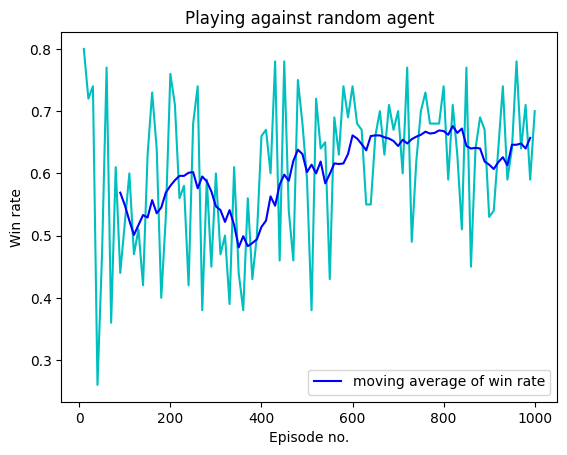 Playing against random agent
Win rate
0.8
0.7
0.6
0.5
0.4
0.3
moving average of win rate
0 200 400 600 800 1000
Episode no.